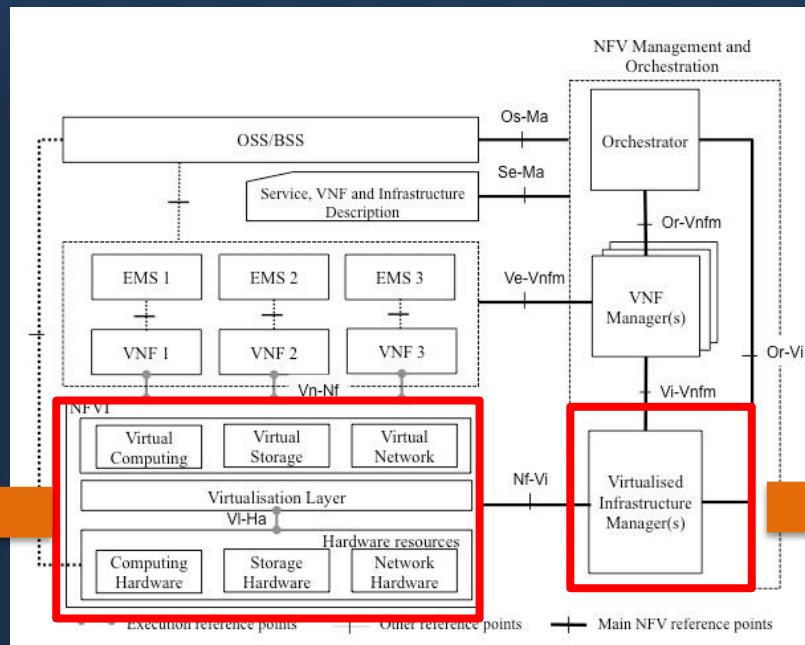 NFV Management and
Orchestration
Os-Ma
OSS/BSS
Orchestrator
Se-Ma
Service, VNF and Infrastructure
Description
Or-Vnfm
EMS 1
EMS 2
EMS 3
Ve-Vnfm
VNF
Manager(s)
VNF 1
VNF 2
VNF 3
Or-Vi
Vn-Nf
Vi-Vnfm
NFVI
Virtual
Computing
Virtual
Storage
Virtual
Network
Nf-Vi
Virtualised
Infrastructure
Manager(s)
Virtualisation Layer
Vl-Ha
Hardware resources
Computing
Hardware
Storage
Hardware
Network
Hardware
Execution reference points
Other reference points
Main NFV reference points